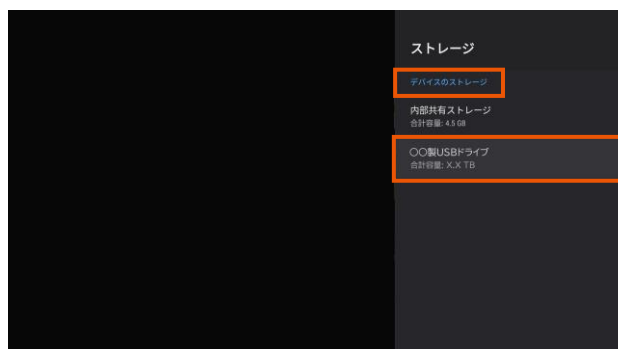 ストレージ
デバイスのストレージ
内部共有ストレージ
合計容量: 4.5 GB
〇〇製USBドライブ
合計容量: X.X TB